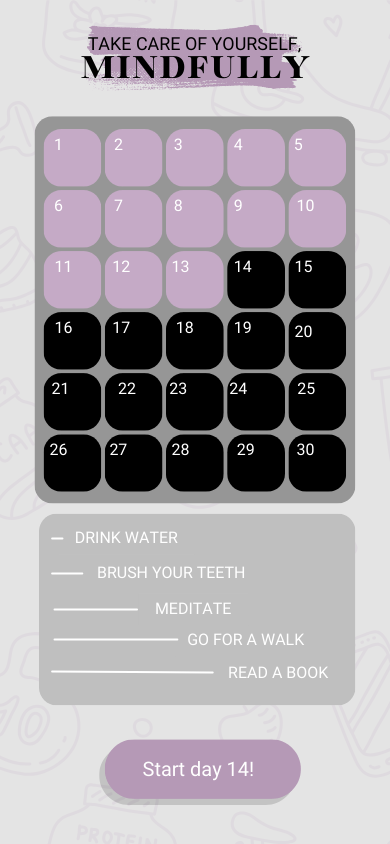 TAKE CARE OF YOURSELF,
MINDFULLY
1 2 3 4 5
6 7 8 9 10
11 12 13 14 15
16 17 18 19 20
21 22 23 24 25
26 27 28 29 30
DRINK WATER
BRUSH YOUR TEETH
MEDITATE
GO FOR A WALK
READ A BOOK
10
Start day 14!
PROTEIN